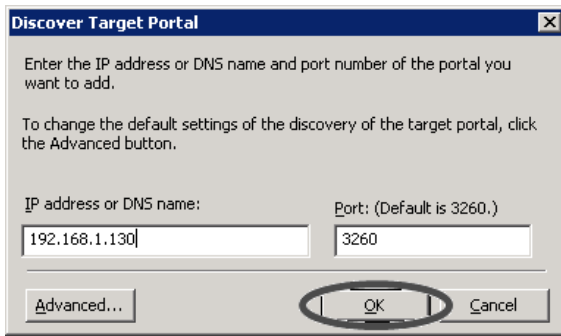 Discover Target Portal
Enter the IP address or DNS name and port number of the portal you
want to add.
To change the default settings of the discovery of the target portal, click
the Advanced button.
IP address or DNS name:
Port: (Default is 3260.)
192.168.1.130
3260
Advanced...
OK
Cancel